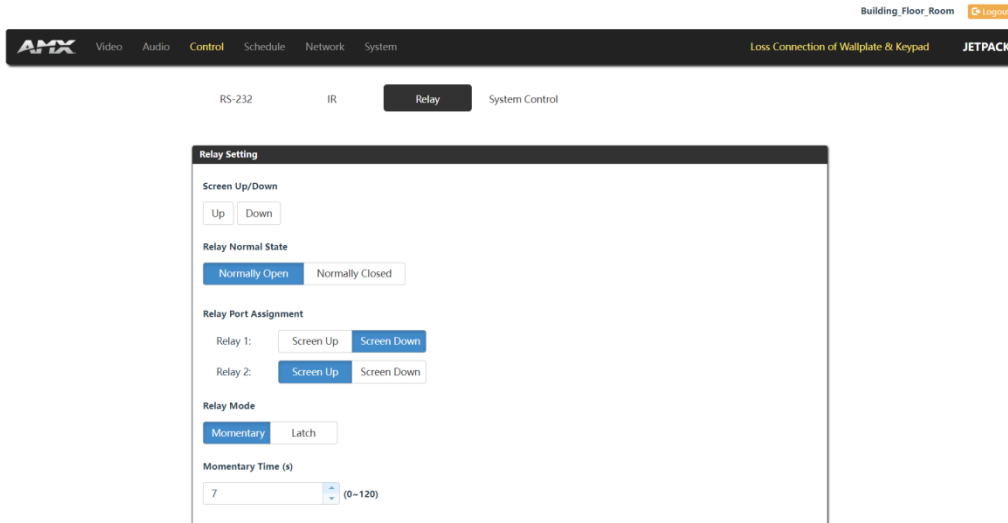 Building_Floor_Room Logout
AMX Video Audio Control Schedule Network System Loss Connection of Wallplate & Keypad JETPACK
RS-232 IR Relay System Control
Relay Setting
Screen Up/Down
Up Down
Relay Normal State
Normally Open Normally Closed
Relay Port Assignment
Relay 1: Screen Up Screen Down
Relay 2: Screen Up Screen Down
Relay Mode
Momentary Latch
Momentary Time (s)
7 (0~120)